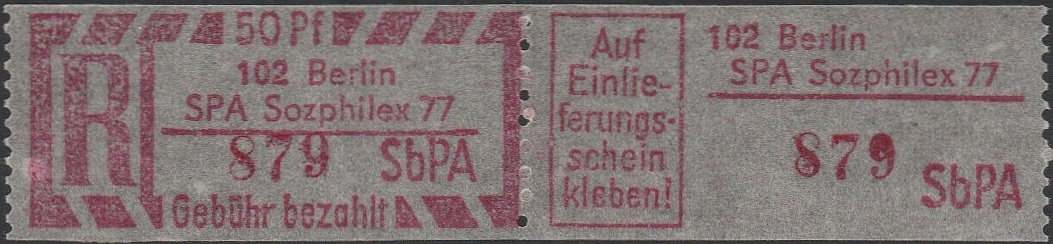 50 Pf
R
102 Berlin
SPA Sozphilex 77
879 SbPA
Gebühr bezahlt
Auf
Einlie-
ferungs-
schein
kleben!
102 Berlin
SPA Sozphilex 77
879
SbPA